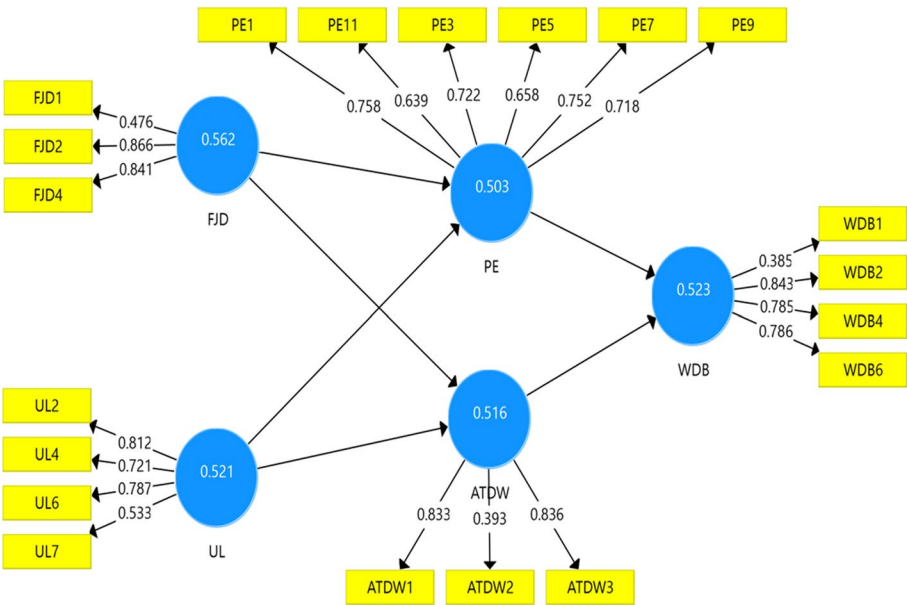 PE1 PE11 PE3 PE5 PE7 PE9
0.758 0.639 0.722 0.658 0.752 0.718
FJD1
FJD2
FJD4
0.476
0.866
0.841
0.562
FJD
0.503
PE
WDB1
WDB2
WDB4
WDB6
0.385
0.843
0.785
0.786
0.523
WDB
UL2
UL4
UL6
UL7
0.812
0.721
0.787
0.533
0.521
UL
0.516
ATDW
0.833 0.393 0.836
ATDW1 ATDW2 ATDW3